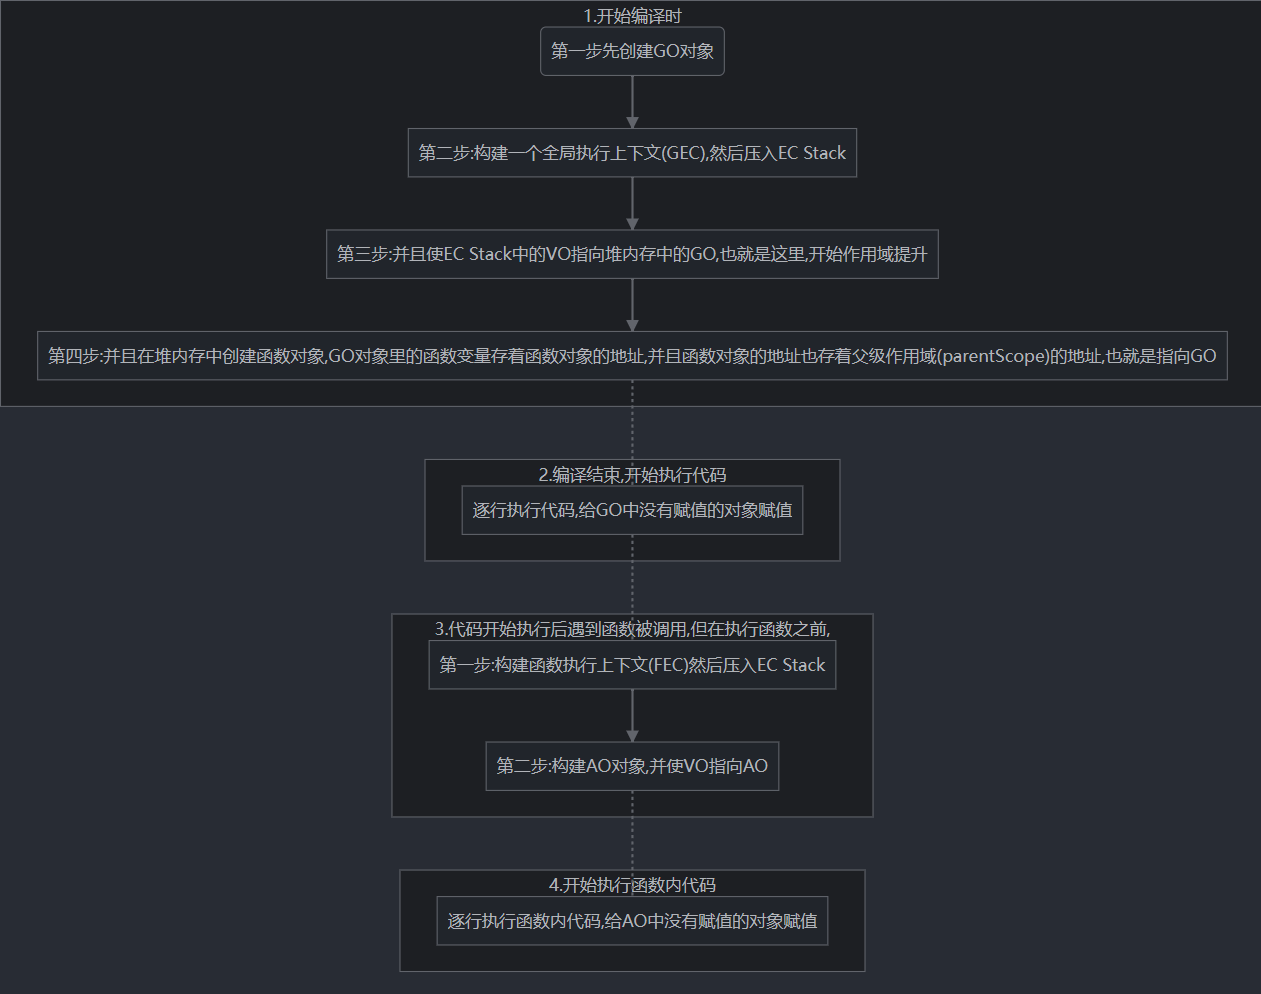 1.开始编译时
第一步先创建GO对象
第二步:构建一个全局执行上下文(GEC),然后压入EC Stack
第三步:并且使EC Stack中的VO指向堆内存中的GO,也就是这里,开始作用域提升
第四步:并且在堆内存中创建函数对象,GO对象里的函数变量存着函数对象的地址,并且函数对象的地址也存着父级作用域(parentScope)的地址,也就是指向GO
2.编译结束,开始执行代码
逐行执行代码,给GO中没有赋值的对象赋值
3.代码开始执行后遇到函数被调用,但在执行函数之前,
第一步:构建函数执行上下文(FEC)然后压入EC Stack
第二步:构建AO对象,并使VO指向AO
4.开始执行函数内代码
逐行执行函数内代码,给AO中没有赋值的对象赋值